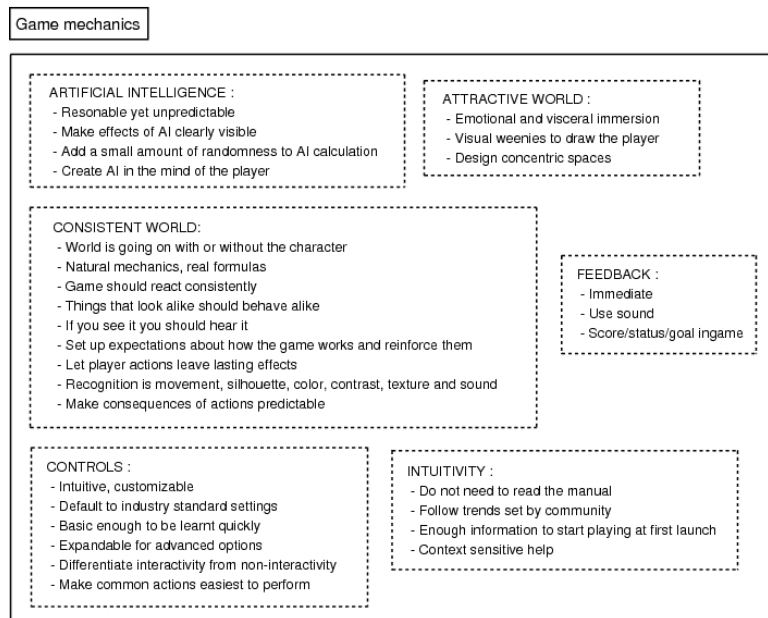 Game mechanics
ARTIFICIAL INTELLIGENCE :
- Resonable yet unpredictable
- Make effects of AI clearly visible
- Add a small amount of randomness to AI calculation
- Create AI in the mind of the player
ATTRACTIVE WORLD :
- Emotional and visceral immersion
- Visual weenies to draw the player
- Design concentric spaces
CONSISTENT WORLD:
- World is going on with or without the character
- Natural mechanics, real formulas
- Game should react consistently
- Things that look alike should behave alike
- If you see it you should hear it
- Set up expectations about how the game works and reinforce them
- Let player actions leave lasting effects
- Recognition is movement, silhouette, color, contrast, texture and sound
- Make consequences of actions predictable
FEEDBACK :
- Immediate
- Use sound
- Score/status/goal ingame
CONTROLS :
- Intuitive, customizable
- Default to industry standard settings
- Basic enough to be learnt quickly
- Expandable for advanced options
- Differentiate interactivity from non-interactivity
- Make common actions easiest to perform
INTUITIVITY :
- Do not need to read the manual
- Follow trends set by community
- Enough information to start playing at first launch
- Context sensitive help